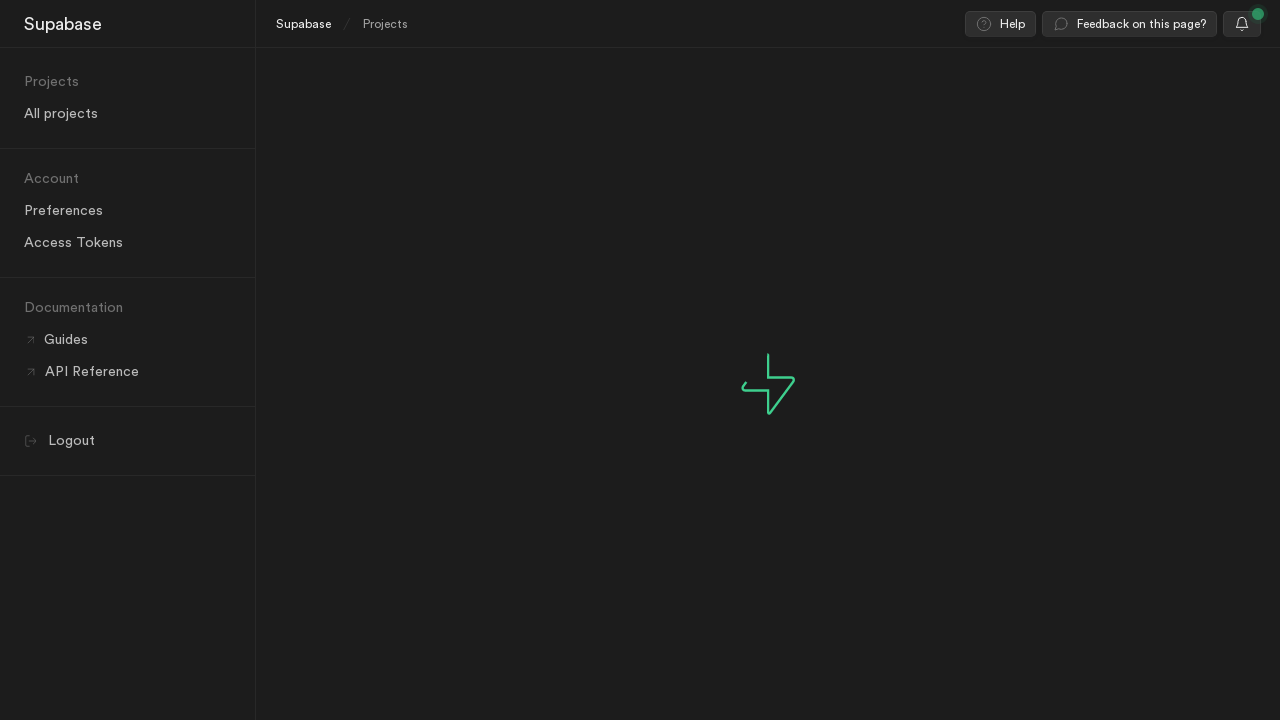 Supabase
Supabase / Projects
Help
Feedback on this page?
Projects
All projects
Account
Preferences
Access Tokens
Documentation
Guides
API Reference
Logout